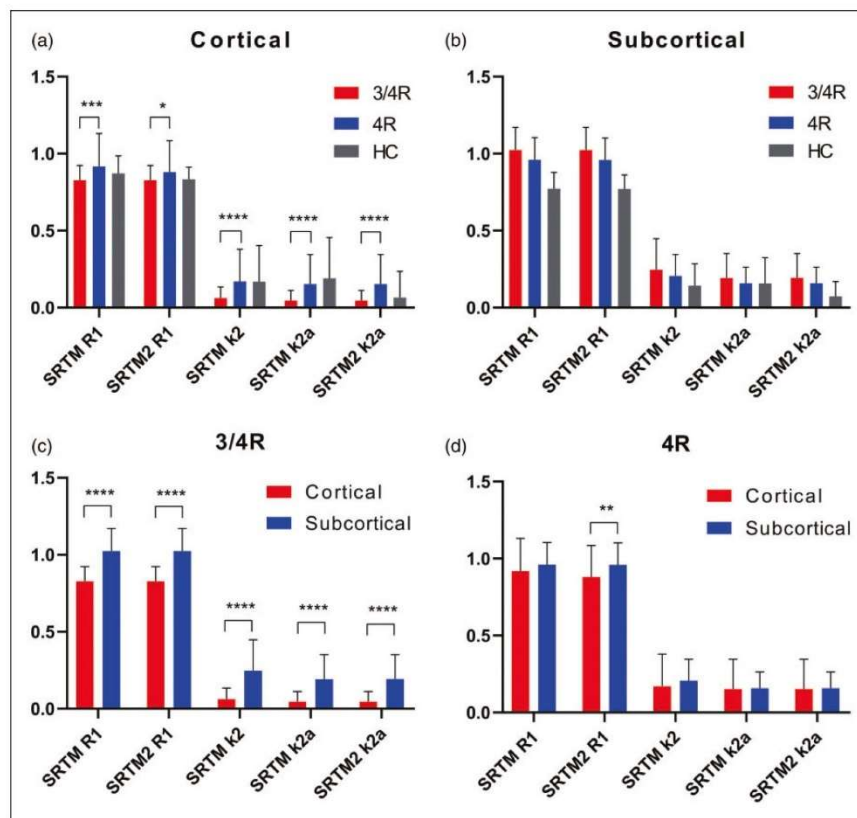 (a) Cortical
1.5
1.0
0.5
0.0
*** * **** **** ****
3/4R
4R
HC
SRTM R1
SRTM2 R1
SRTM k2
SRTM k2a
SRTM2 k2a
(b) Subcortical
1.5
1.0
0.5
0.0
3/4R
4R
HC
SRTM R1
SRTM2 R1
SRTM k2
SRTM k2a
SRTM2 k2a
(c) 3/4R
1.5
1.0
0.5
0.0
**** **** **** **** ****
Cortical
Subcortical
SRTM R1
SRTM2 R1
SRTM k2
SRTM k2a
SRTM2 k2a
(d) 4R
1.5
1.0
0.5
0.0
**
Cortical
Subcortical
SRTM R1
SRTM2 R1
SRTM k2
SRTM k2a
SRTM2 k2a